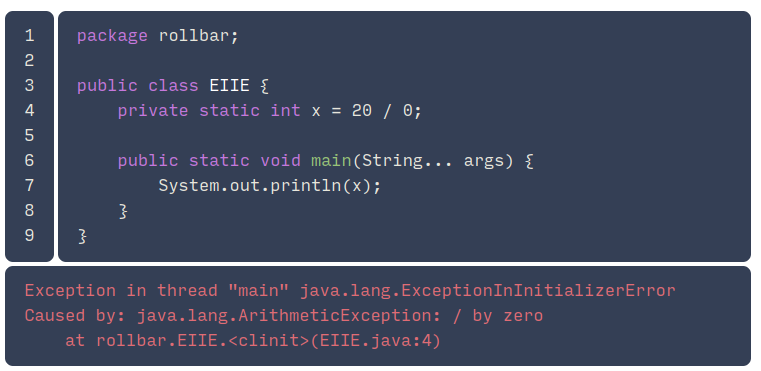 1 package rollbar;
2
3 public class EIIE {
4     private static int x = 20 / 0;
5
6     public static void main(String... args) {
7         System.out.println(x);
8     }
9 }
Exception in thread "main" java.lang.ExceptionInInitializerError
Caused by: java.lang.ArithmeticException: / by zero
    at rollbar.EIIE.<clinit>(EIIE.java:4)